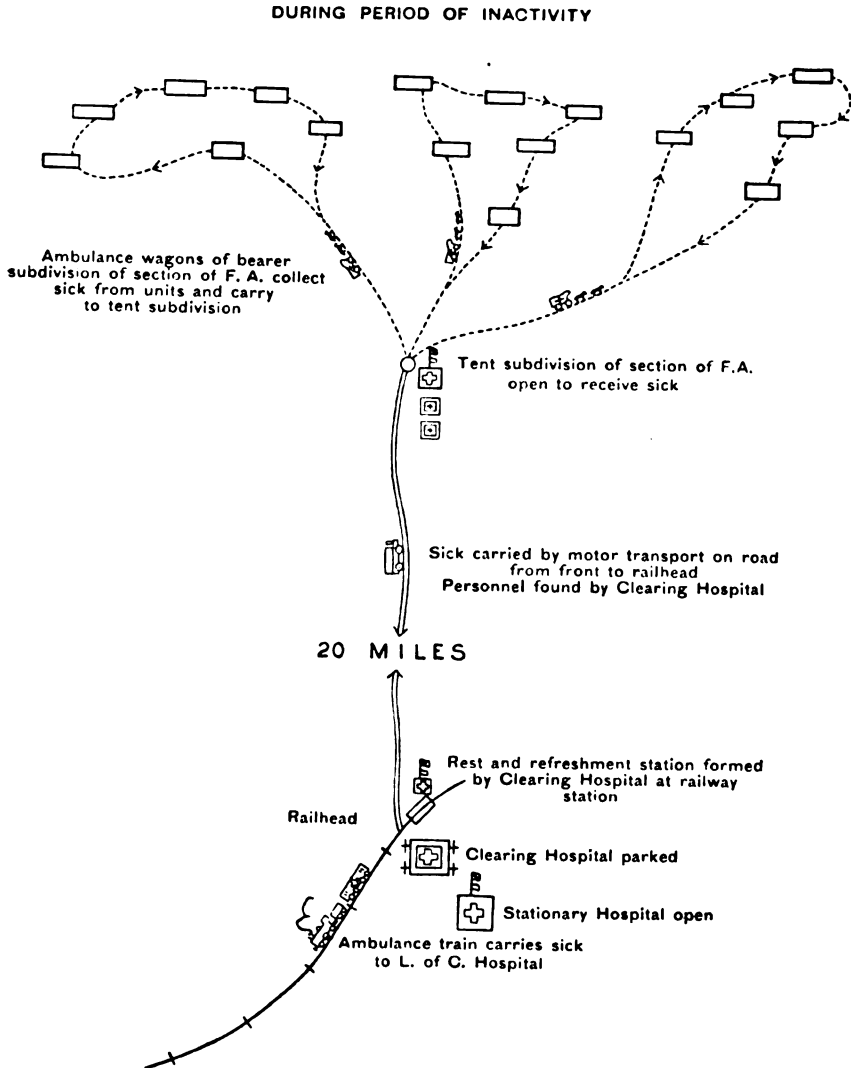 DURING PERIOD OF INACTIVITY
Ambulance wagons of bearer
subdivision of section of F. A. collect
sick from units and carry
to tent subdivision
Tent subdivision of section of F.A.
open to receive sick
Sick carried by motor transport on road
from front to railhead
Personnel found by Clearing Hospital
20 MILES
Rest and refreshment station formed
by Clearing Hospital at railway
station
Railhead
Clearing Hospital parked
Stationary Hospital open
Ambulance train carries sick
to L. of C. Hospital